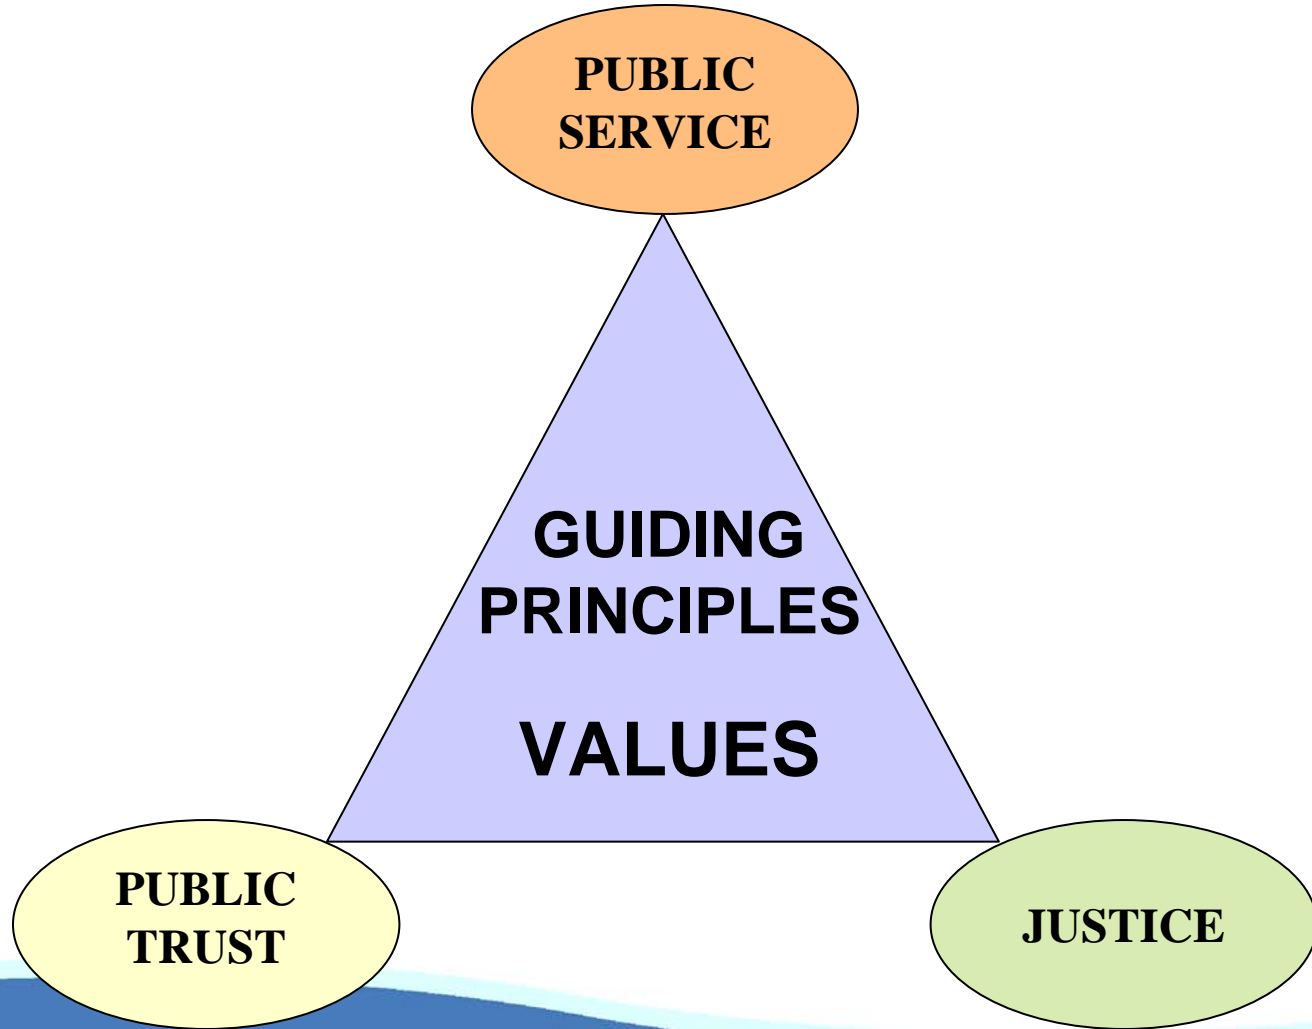 PUBLIC
SERVICE
GUIDING
PRINCIPLES
VALUES
PUBLIC
TRUST
JUSTICE